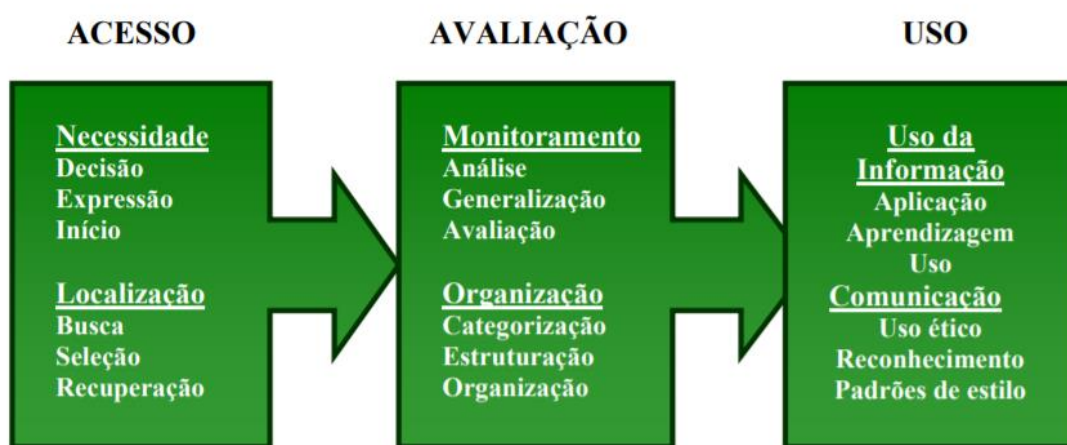 ACESSO
Necessidade
Decisão
Expressão
Início
Localização
Busca
Seleção
Recuperação
AVALIAÇÃO
Monitoramento
Análise
Generalização
Avaliação
Organização
Categorização
Estruturação
Organização
USO
Uso da
Informação
Aplicação
Aprendizagem
Uso
Comunicação
Uso ético
Reconhecimento
Padrões de estilo